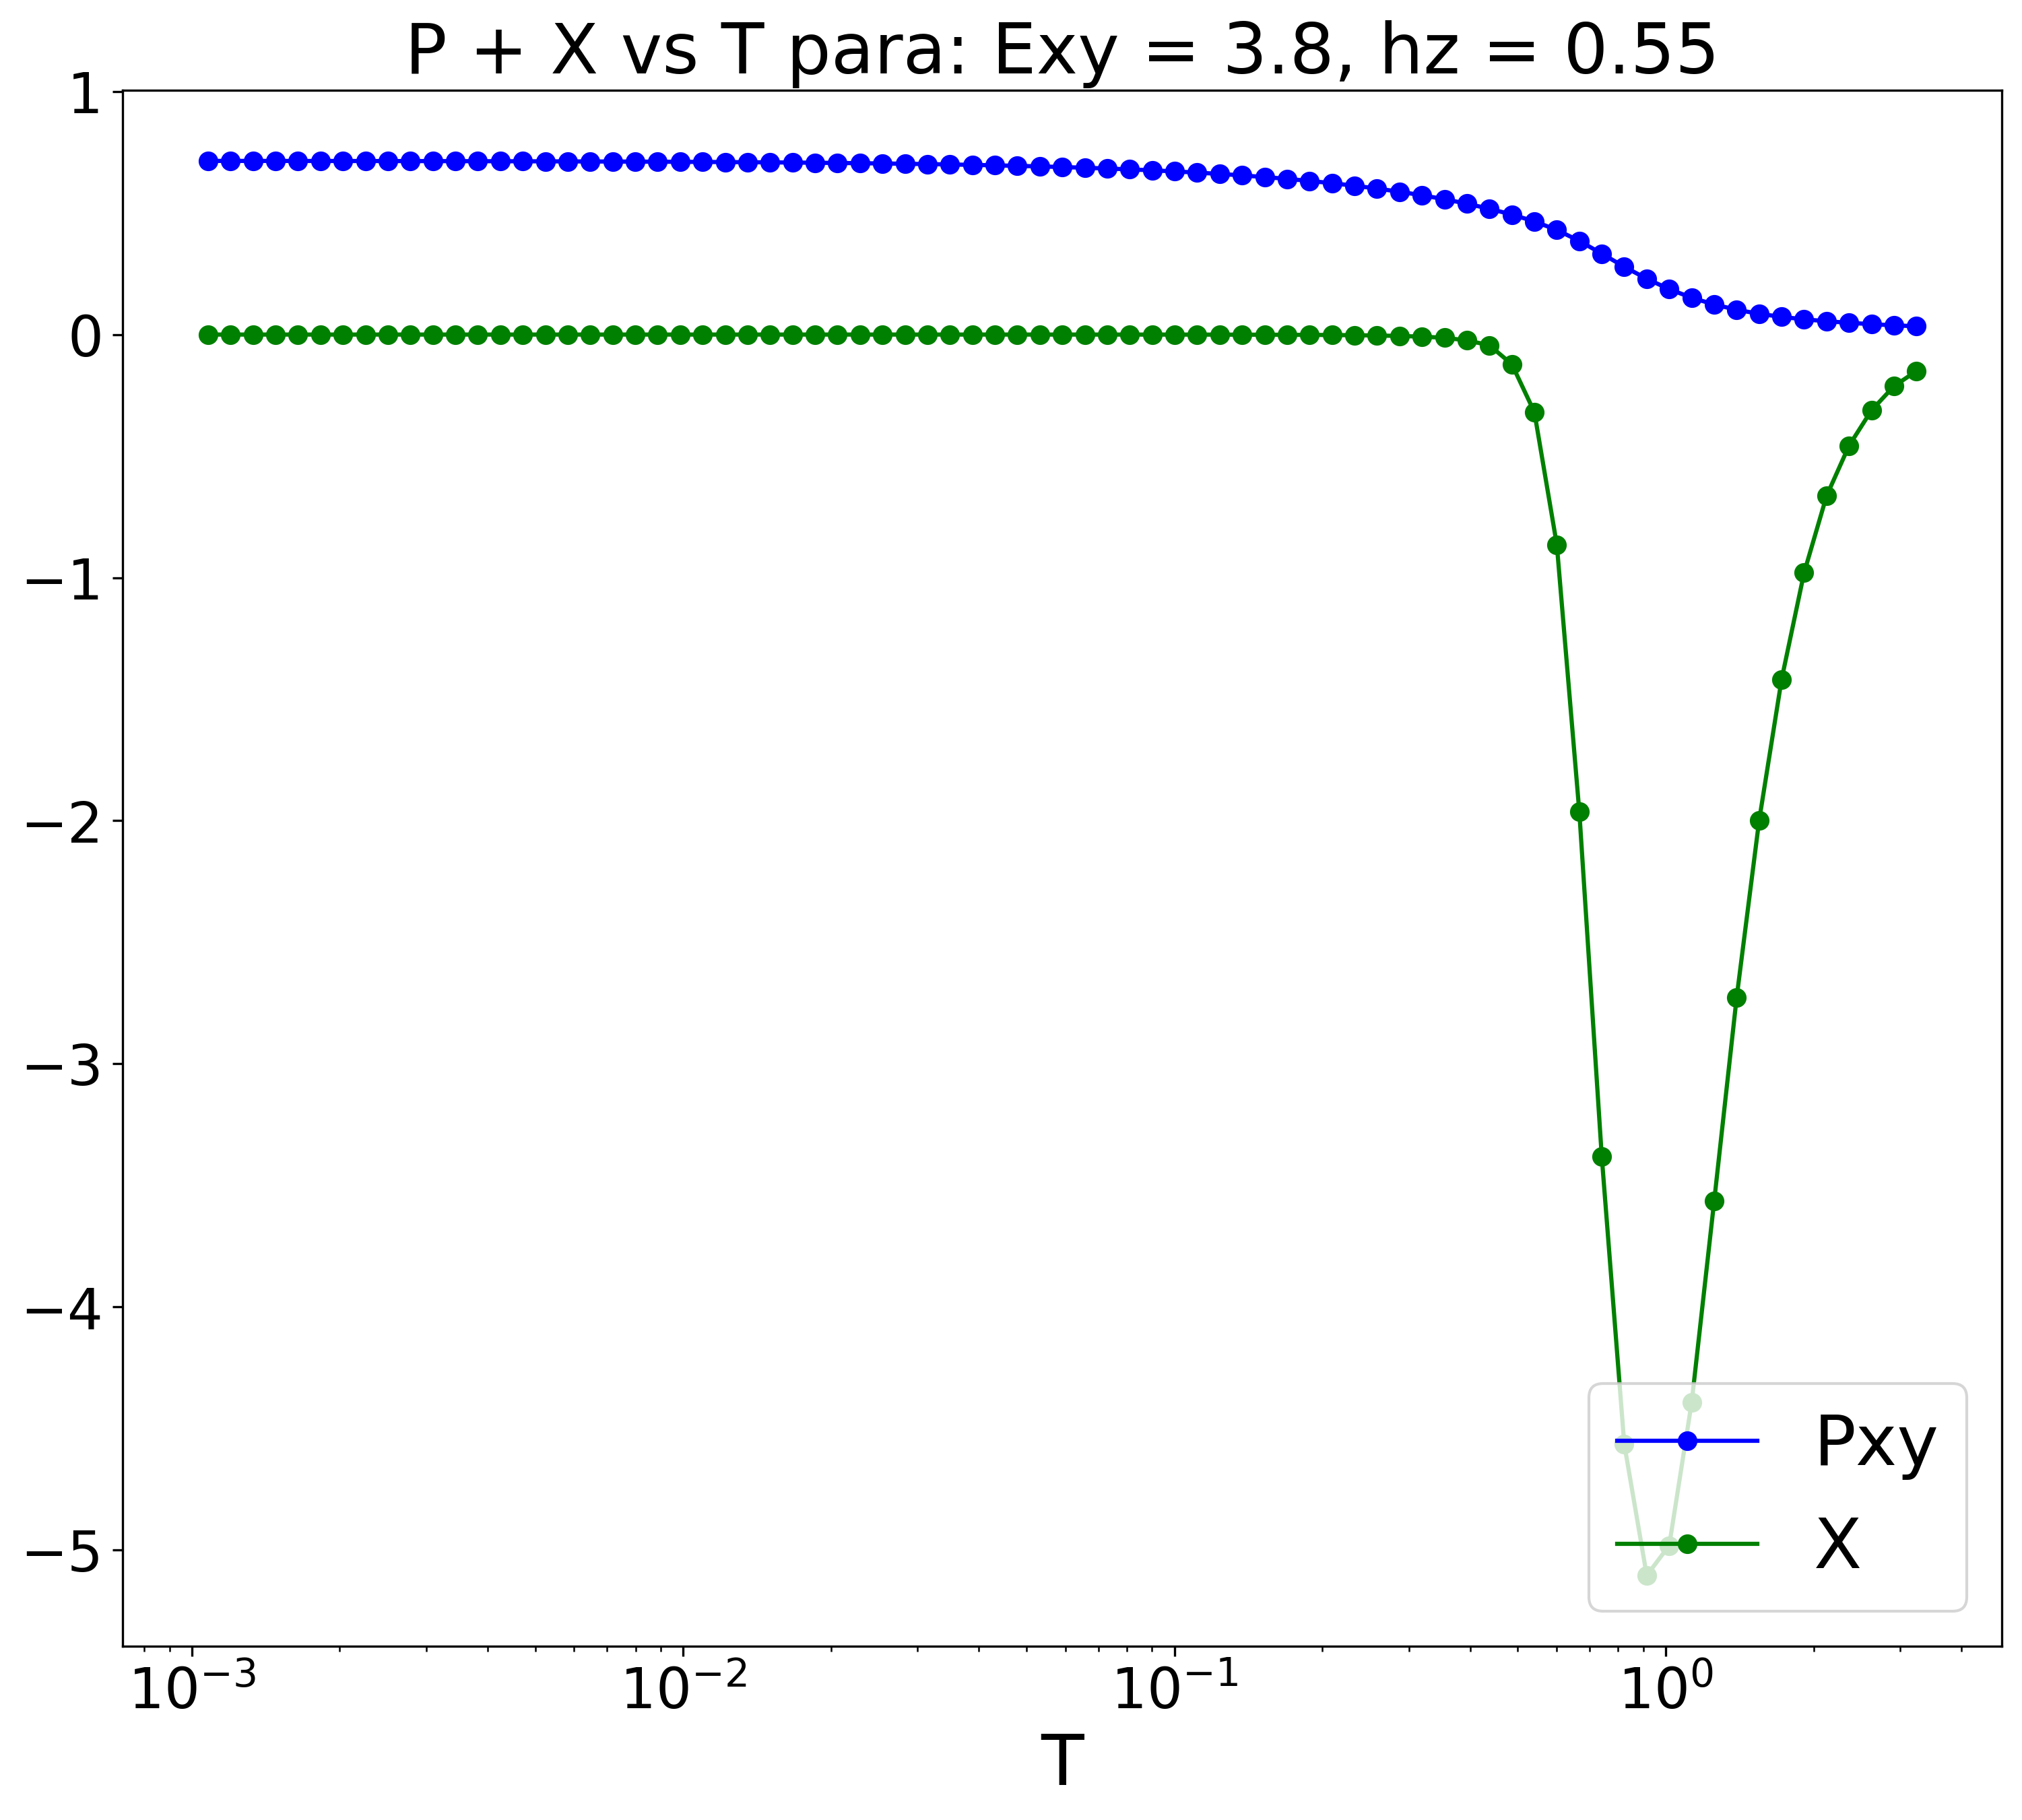 P + X vs T para: Exy = 3.8, hz = 0.55
1
0
−1
−2
−3
−4
−5
Pxy
X
10⁻³ 10⁻² 10⁻¹ 10⁰
T